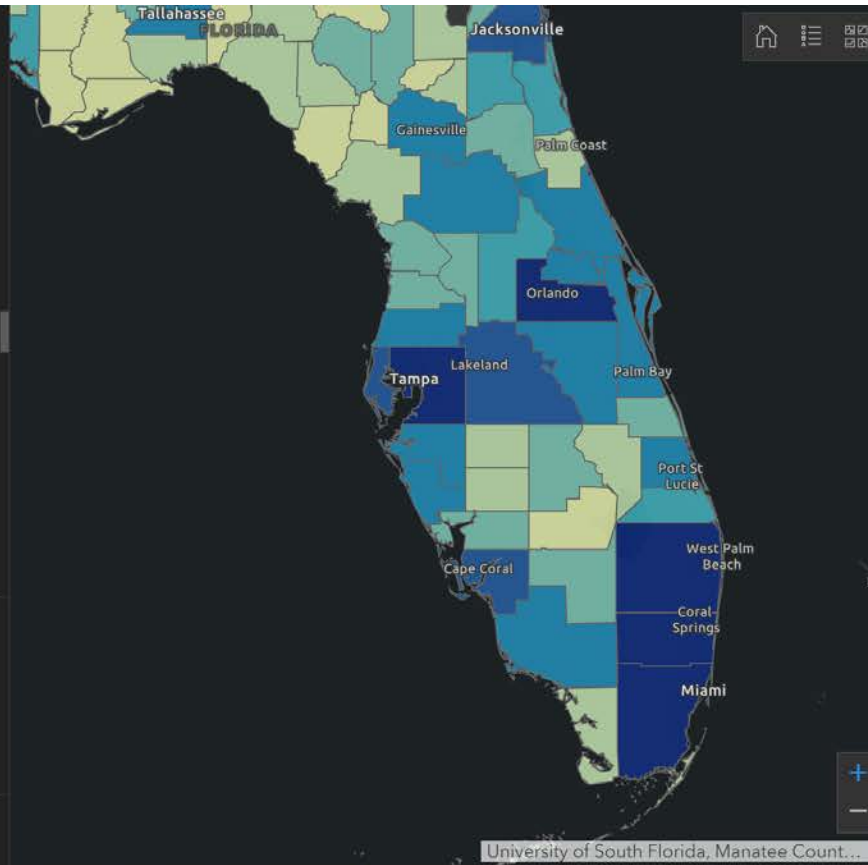 Tallahassee
FLORIDA
Jacksonville
Gainesville
Palm Coast
Orlando
Lakeland
Tampa
Palm Bay
Port St
Lucie
West Palm
Beach
Cape Coral
Coral
Springs
Miami
+
−
University of South Florida, Manatee Count...